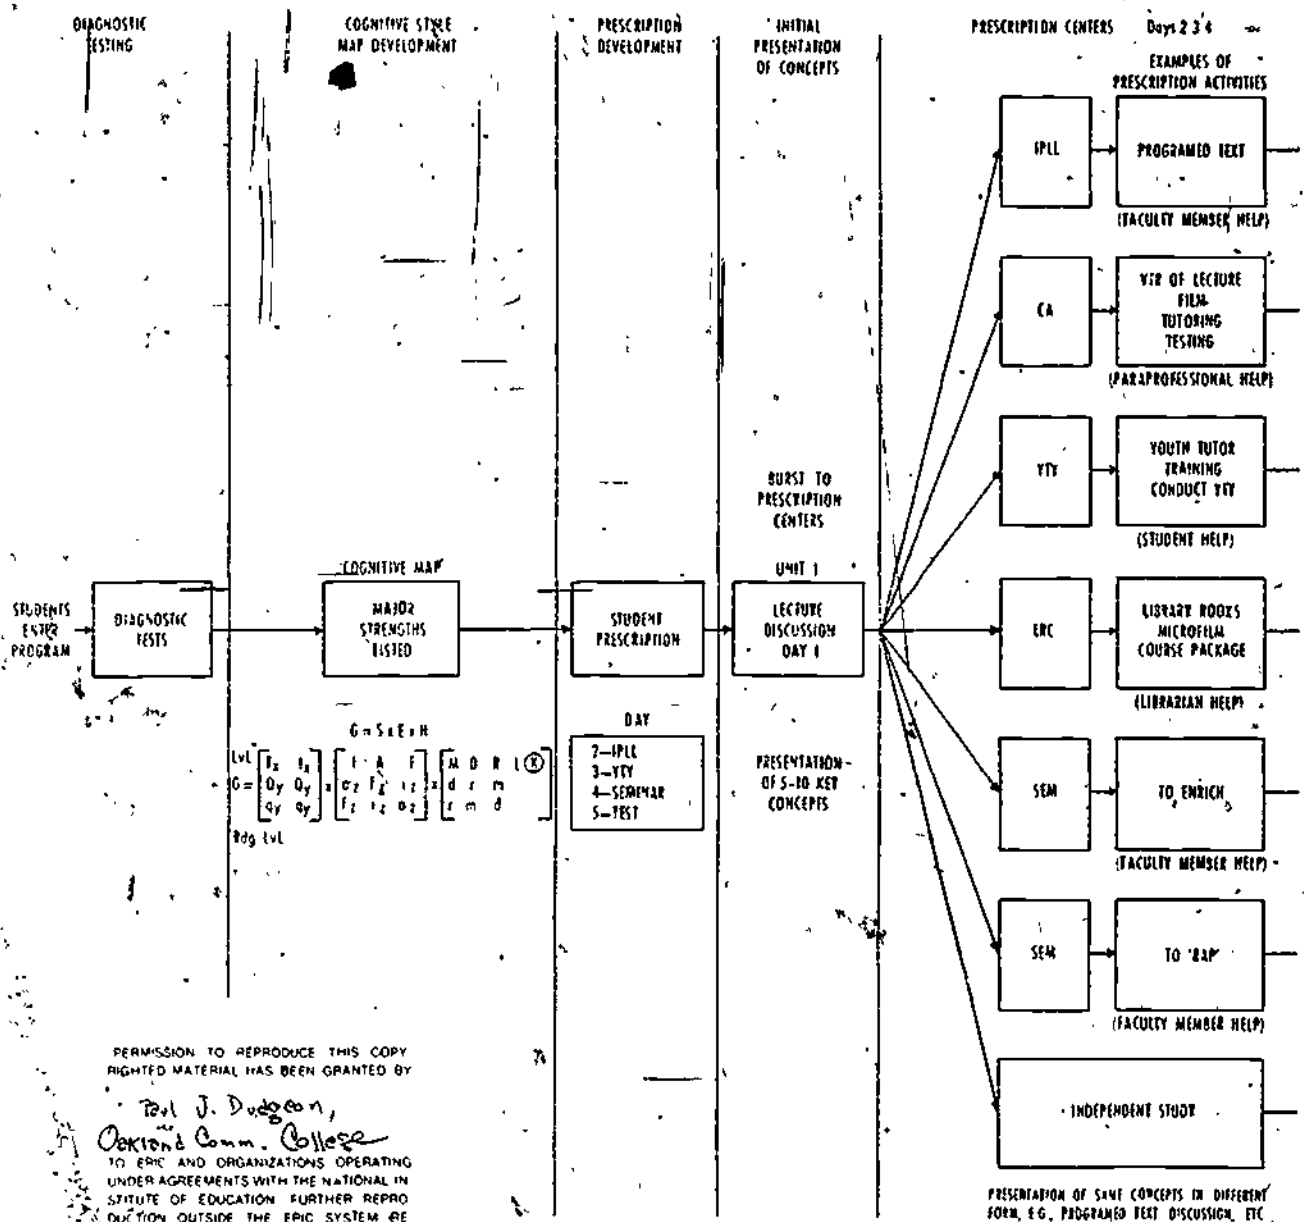 DIAGNOSTIC
TESTING
COGNITIVE STYLE
MAP DEVELOPMENT
PRESCRIPTION
DEVELOPMENT
INITIAL
PRESENTATION
OF CONCEPTS
PRESCRIPTION CENTERS Days 2 3 4
EXAMPLES OF
PRESCRIPTION ACTIVITIES
IPLL
PROGRAMED TEXT
(FACULTY MEMBER HELP)
CA
VTR OF LECTURE
FILM-
TUTORING
TESTING
(PARAPROFESSIONAL HELP)
YTY
YOUTH TUTOR
TRAINING
CONDUCT YTY
(STUDENT HELP)
BURST TO
PRESCRIPTION
CENTERS
STUDENTS
ENTER
PROGRAM
DIAGNOSTIC
TESTS
COGNITIVE MAP
MAJOR
STRENGTHS
LISTED
STUDENT
PRESCRIPTION
UNIT 1
LECTURE
DISCUSSION
DAY 1
ERC
LIBRARY BOOKS
MICROFILM
COURSE PACKAGE
(LIBRARIAN HELP)
G = S x E x H
LvL
G =
Rdg LvL
DAY
2—IPLL
3—YTY
4—SEMINAR
5—TEST
PRESENTATION
OF 5-10 KEY
CONCEPTS
SEM
TO ENRICH
(FACULTY MEMBER HELP)
SEM
TO 'RAP'
(FACULTY MEMBER HELP)
INDEPENDENT STUDY
PRESENTATION OF SAME CONCEPTS IN DIFFERENT
FORM, E.G., PROGRAMED TEXT DISCUSSION, ETC
PERMISSION TO REPRODUCE THIS COPY
RIGHTED MATERIAL HAS BEEN GRANTED BY
Paul J. Dudgeon,
Oakland Comm. College
TO ERIC AND ORGANIZATIONS OPERATING
UNDER AGREEMENTS WITH THE NATIONAL IN
STITUTE OF EDUCATION FURTHER REPRO
DUCTION OUTSIDE THE ERIC SYSTEM RE